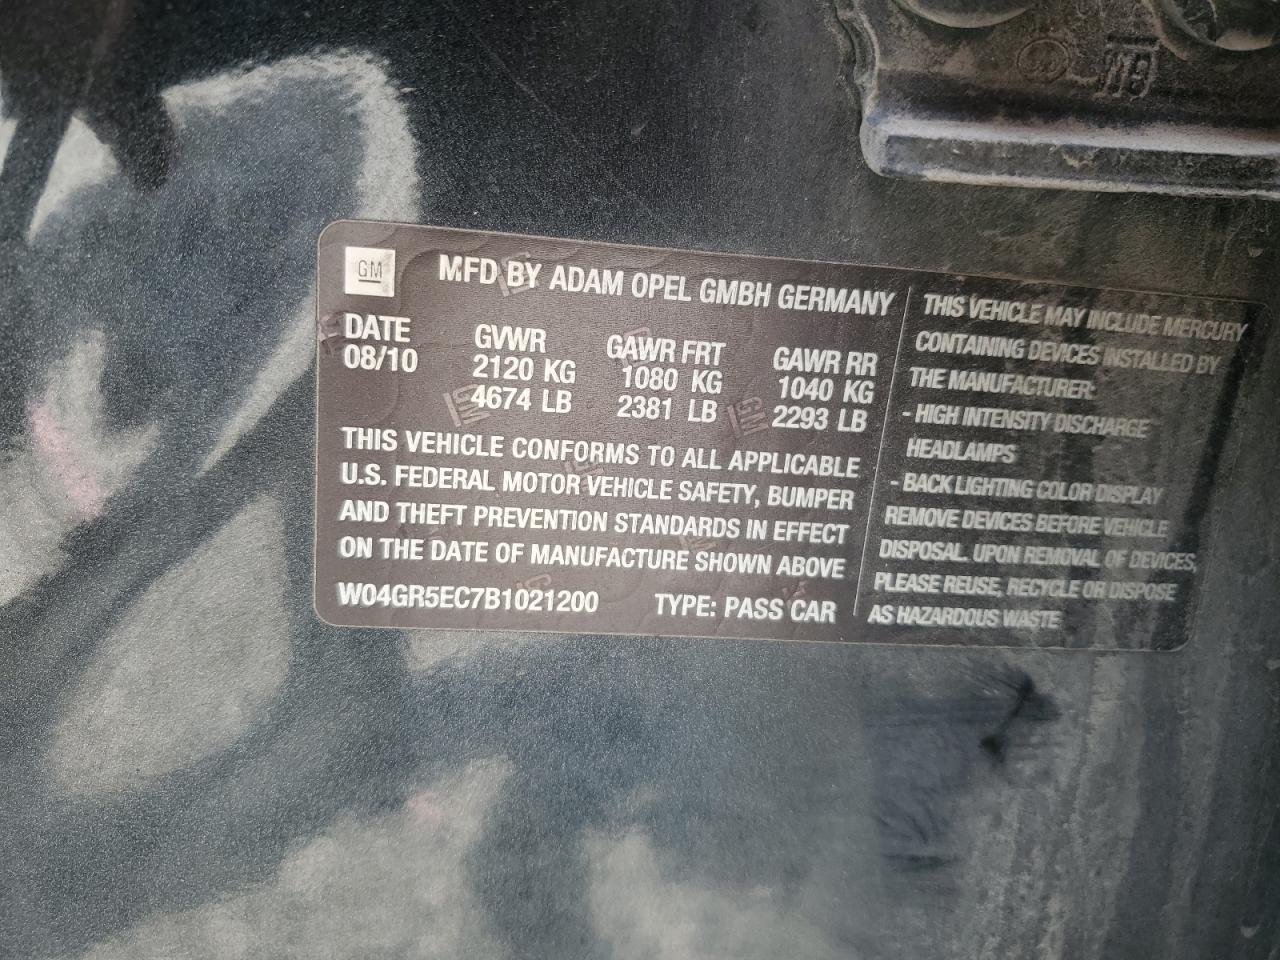 GM
MFD BY ADAM OPEL GMBH GERMANY
DATE
08/10
GVWR
2120 KG
4674 LB
GAWR FRT
1080 KG
2381 LB
GAWR RR
1040 KG
2293 LB
THIS VEHICLE CONFORMS TO ALL APPLICABLE
U.S. FEDERAL MOTOR VEHICLE SAFETY, BUMPER
AND THEFT PREVENTION STANDARDS IN EFFECT
ON THE DATE OF MANUFACTURE SHOWN ABOVE
W04GR5EC7B1021200 TYPE: PASS CAR
THIS VEHICLE MAY INCLUDE MERCURY
CONTAINING DEVICES INSTALLED BY
THE MANUFACTURER:
- HIGH INTENSITY DISCHARGE
HEADLAMPS
- BACK LIGHTING COLOR DISPLAY
REMOVE DEVICES BEFORE VEHICLE
DISPOSAL. UPON REMOVAL OF DEVICES,
PLEASE REUSE, RECYCLE OR DISPOSE
AS HAZARDOUS WASTE
GM